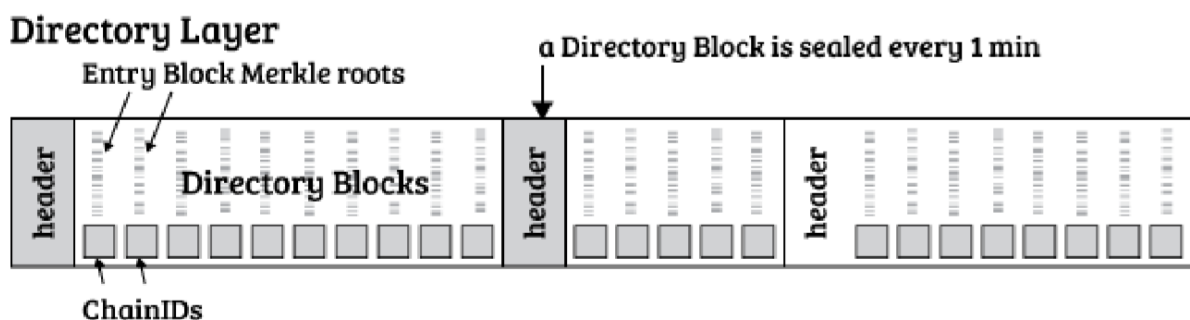 Directory Layer
a Directory Block is sealed every 1 min
Entry Block Merkle roots
header
Directory Blocks
header
header
ChainIDs